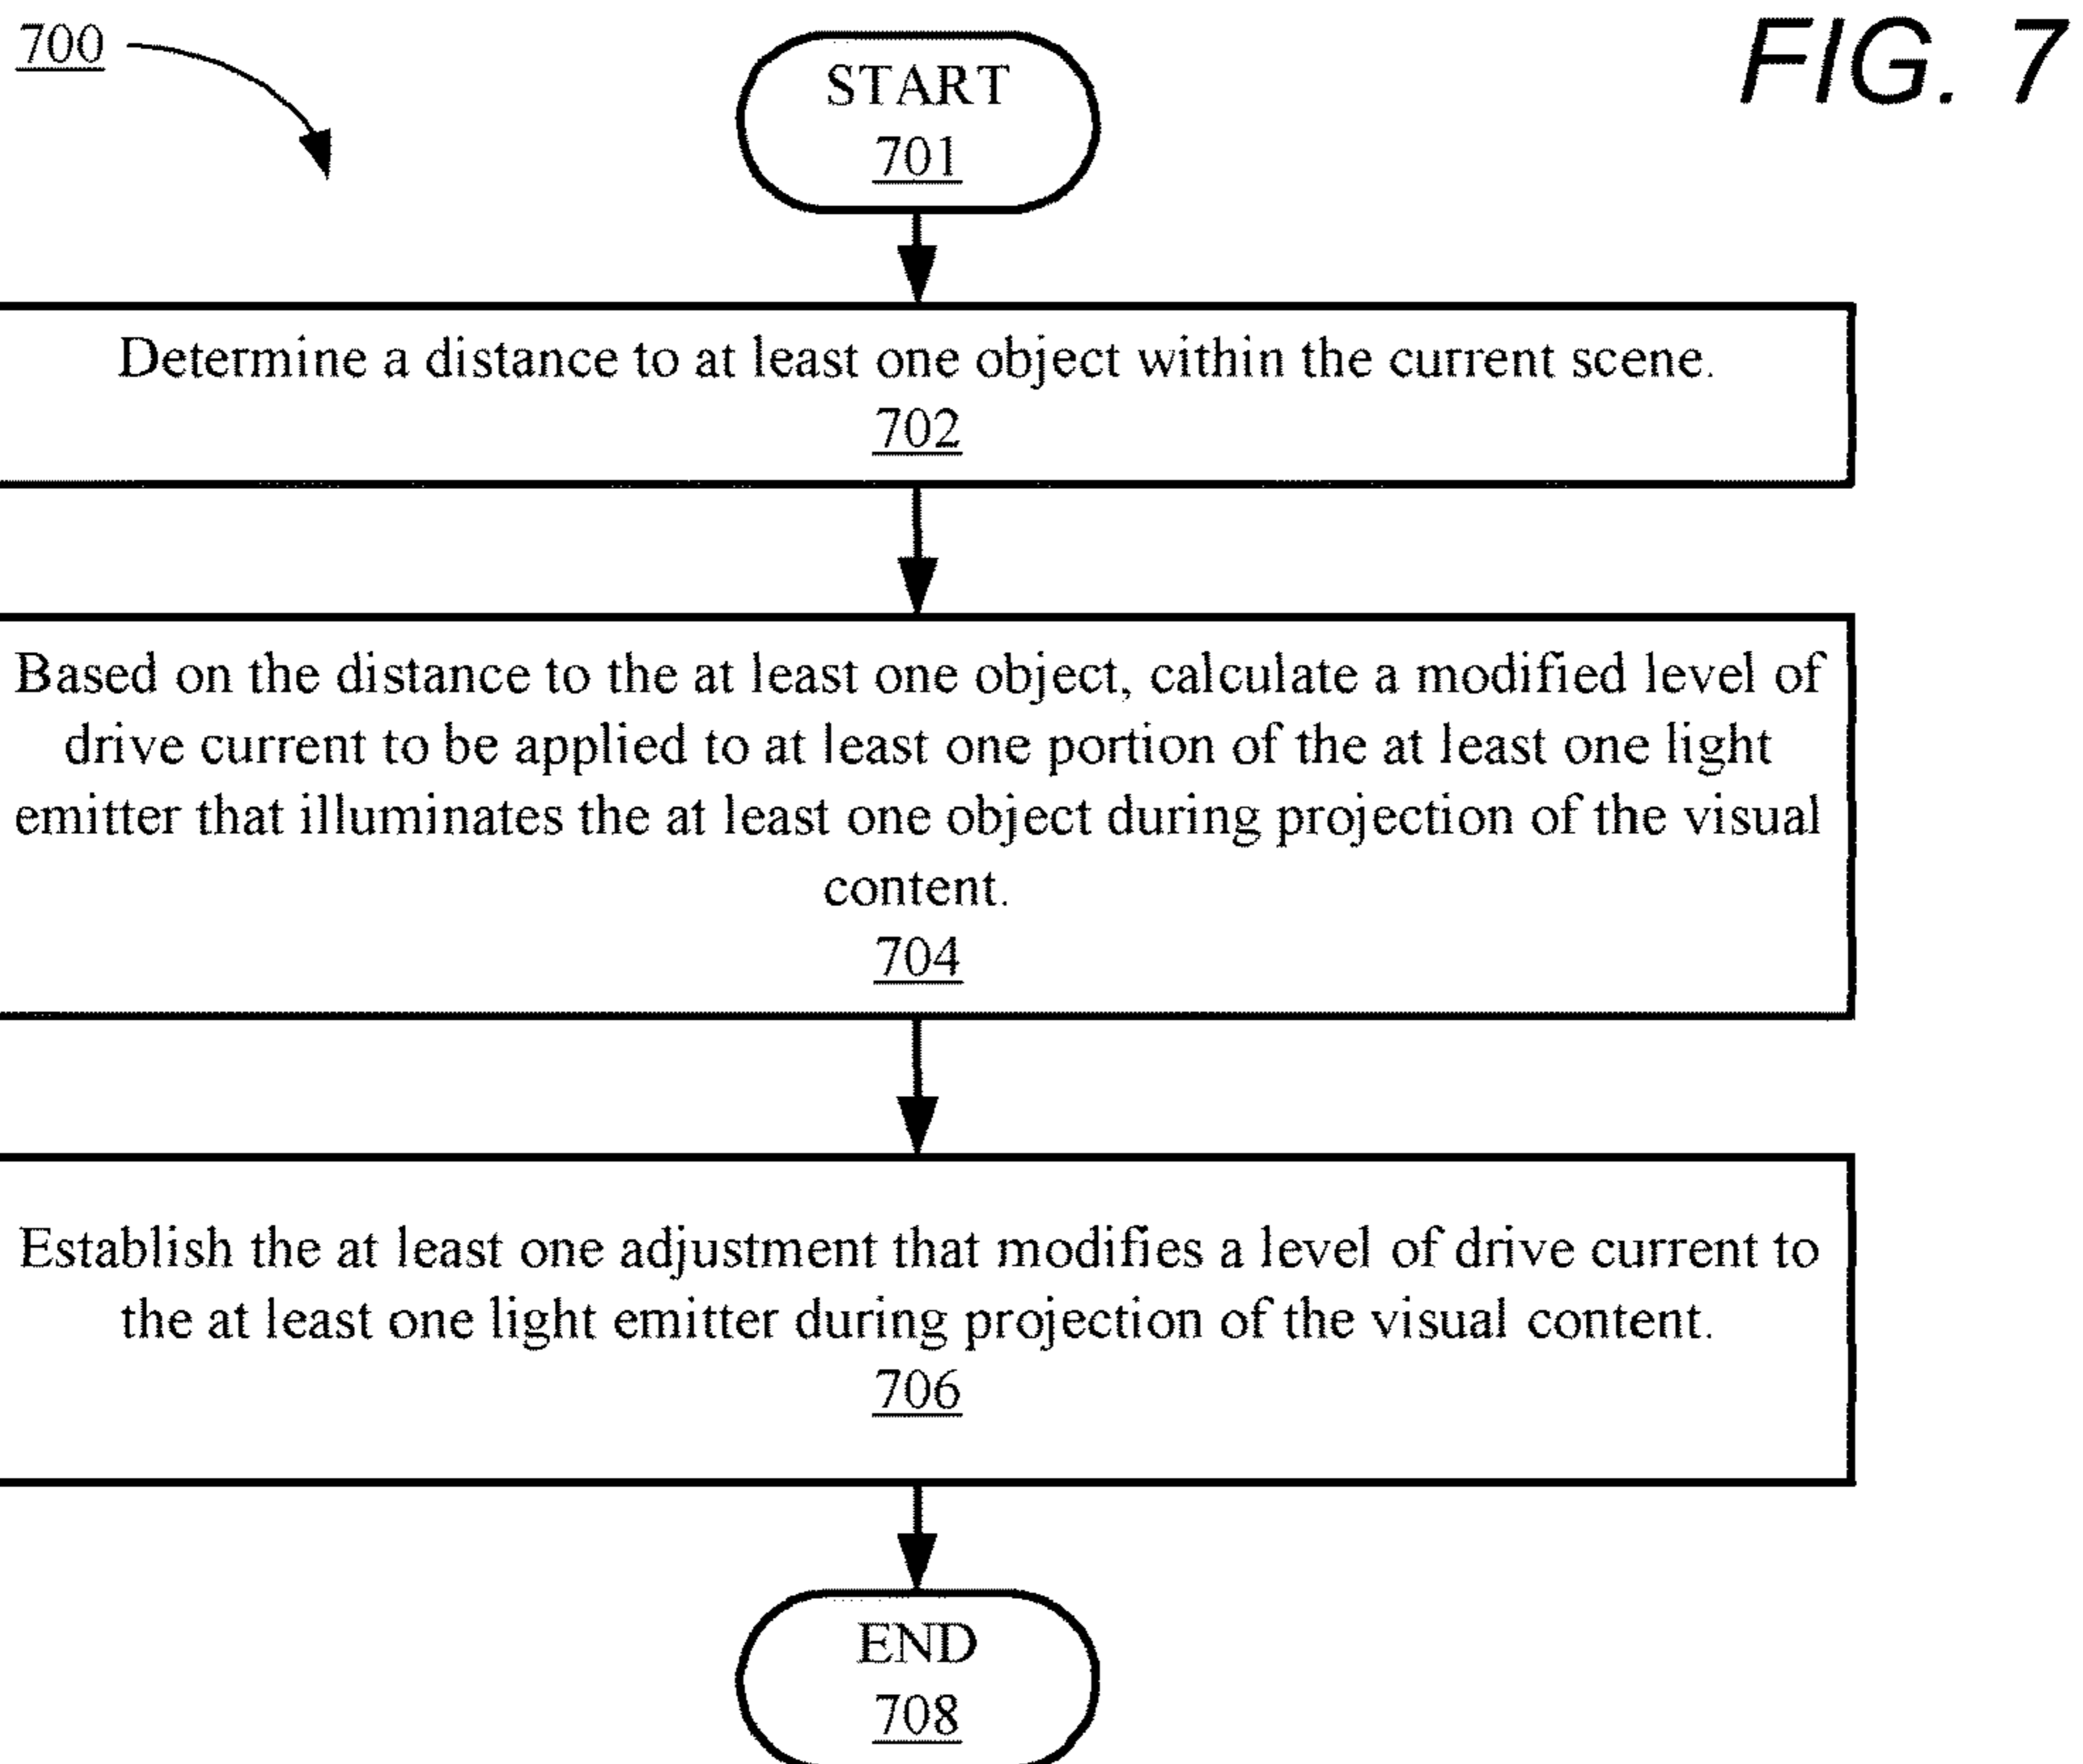 700
FIG. 7
START
701
Determine a distance to at least one object within the current scene.
702
Based on the distance to the at least one object, calculate a modified level of
drive current to be applied to at least one portion of the at least one light
emitter that illuminates the at least one object during projection of the visual
content.
704
Establish the at least one adjustment that modifies a level of drive current to
the at least one light emitter during projection of the visual content.
706
END
708